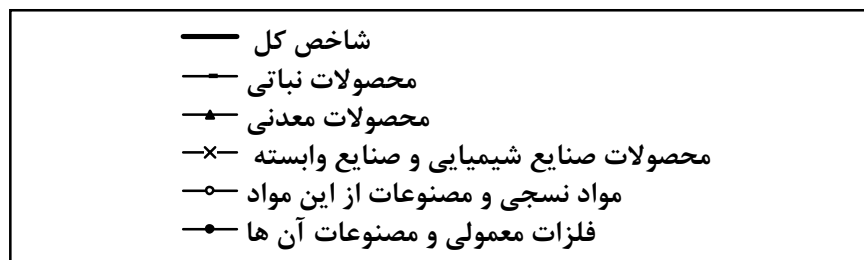 شاخص کل
محصولات نباتی
محصولات معدنی
محصولات صنایع شیمیایی و صنایع وابسته
مواد نسجی و مصنوعات از این مواد
فلزات معمولی و مصنوعات آن ها